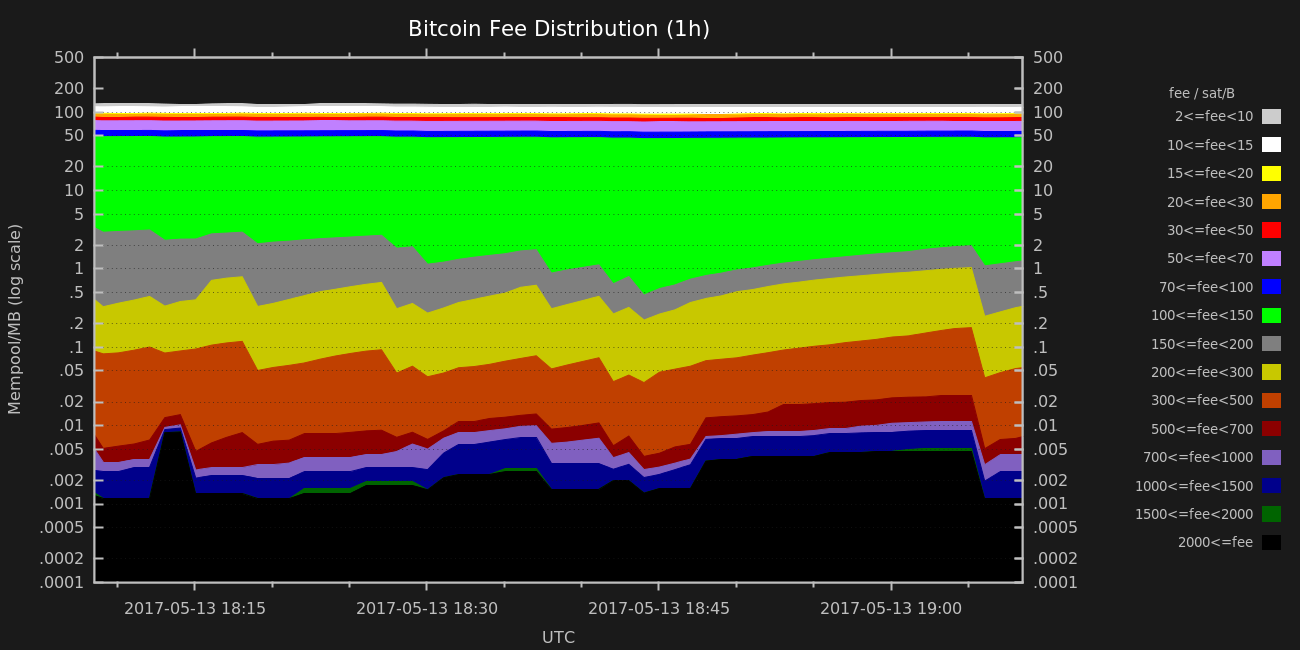 Bitcoin Fee Distribution (1h)
500
200
100
50
20
10
5
2
1
.5
.2
.1
.05
.02
.01
.005
.002
.001
.0005
.0002
.0001
Mempool/MB (log scale)
500
200
100
50
20
10
5
2
1
.5
.2
.1
.05
.02
.01
.005
.002
.001
.0005
.0002
.0001
2017-05-13 18:15
2017-05-13 18:30
2017-05-13 18:45
2017-05-13 19:00
UTC
fee / sat/B
2<=fee<10
10<=fee<15
15<=fee<20
20<=fee<30
30<=fee<50
50<=fee<70
70<=fee<100
100<=fee<150
150<=fee<200
200<=fee<300
300<=fee<500
500<=fee<700
700<=fee<1000
1000<=fee<1500
1500<=fee<2000
2000<=fee